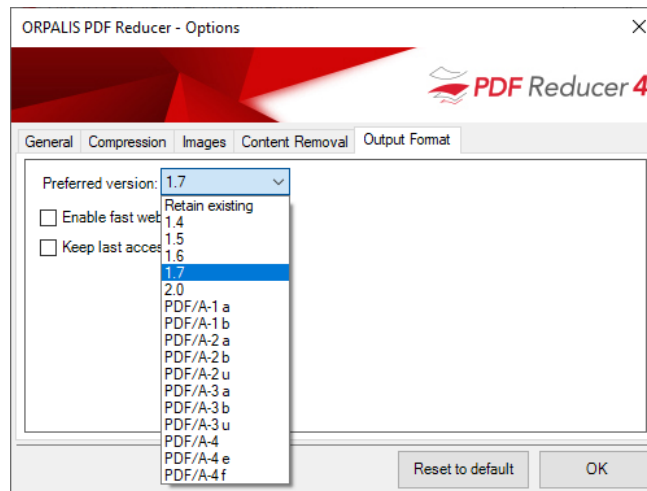 ORPALIS PDF Reducer - Options
PDF Reducer 4
General Compression Images Content Removal Output Format
Preferred version: 1.7
Enable fast web
Keep last acces
Retain existing
1.4
1.5
1.6
1.7
2.0
PDF/A-1 a
PDF/A-1 b
PDF/A-2 a
PDF/A-2 b
PDF/A-2 u
PDF/A-3 a
PDF/A-3 b
PDF/A-3 u
PDF/A-4
PDF/A-4 e
PDF/A-4 f
Reset to default OK